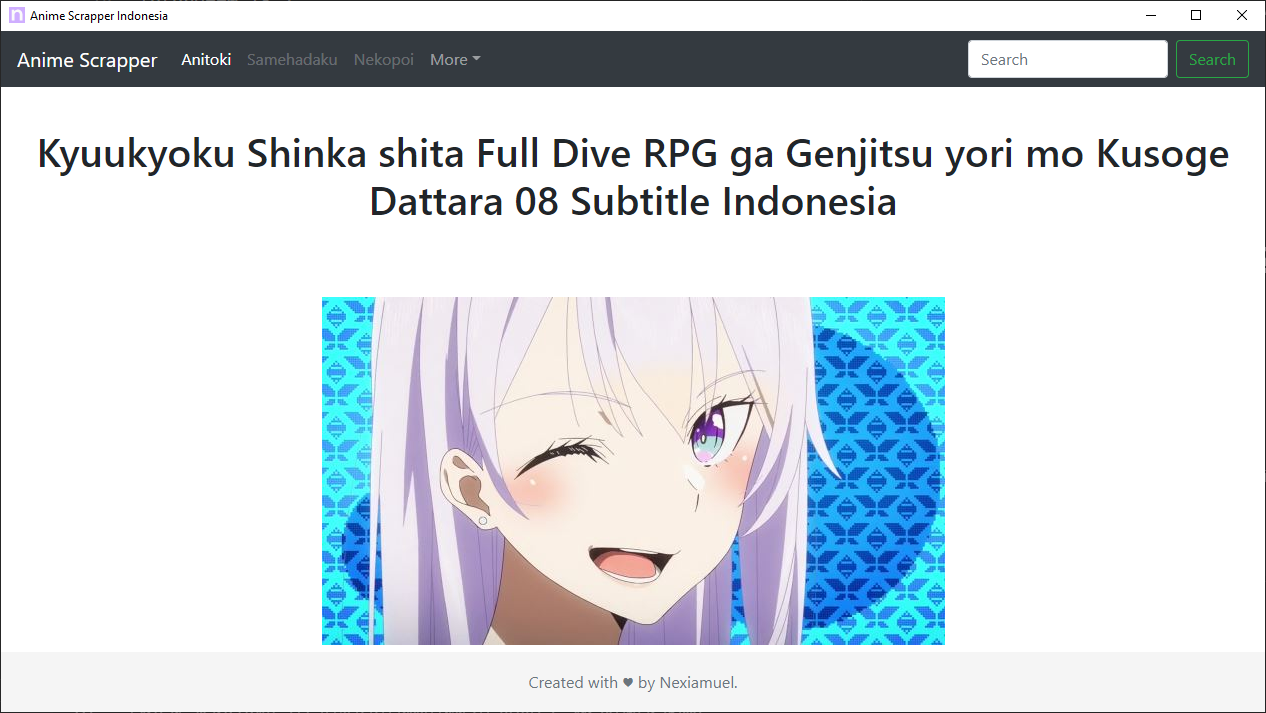 Anime Scrapper Indonesia
Anime Scrapper Anitoki Samehadaku Nekopoi More Search Search
Kyuukyoku Shinka shita Full Dive RPG ga Genjitsu yori mo Kusoge
Dattara 08 Subtitle Indonesia
Created with ♥ by Nexiamuel.